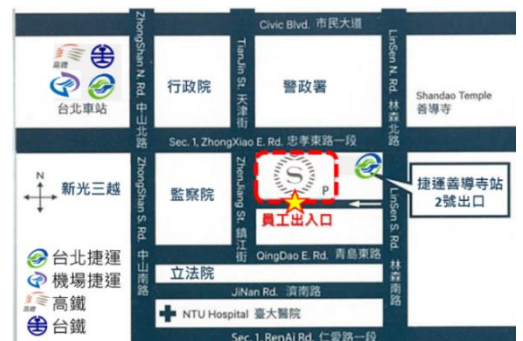 Civic Blvd. 市民大道
高鐵
台北車站
ZhongShan N. Rd. 中山北路
行政院
TianJin St. 天津街
警政署
LinSen N. Rd. 林森北路
Shandao Temple
善導寺
Sec. 1, ZhongXiao E. Rd. 忠孝東路一段
N
新光三越
ZhongShan S. Rd. 中山南路
監察院
ZhenJiang St. 鎮江街
S
P
員工出入口
捷運善導寺站
2號出口
LinSen S. Rd. 林森南路
QingDao E. Rd. 青島東路
立法院
JiNan Rd. 濟南路
NTU Hospital 臺大醫院
Sec. 1, RenAi Rd. 仁愛路一段
台北捷運
機場捷運
高鐵
高鐵
台鐵